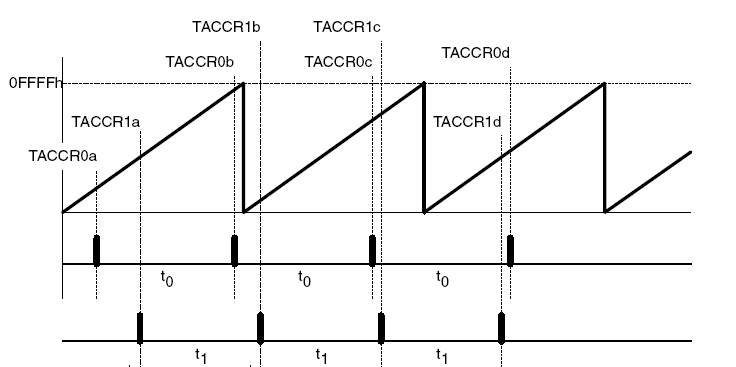 TACCR1b TACCR1c
TACCR0b TACCR0c TACCR0d
0FFFFh
TACCR1a TACCR1d
TACCR0a
t0 t0 t0
t1 t1 t1